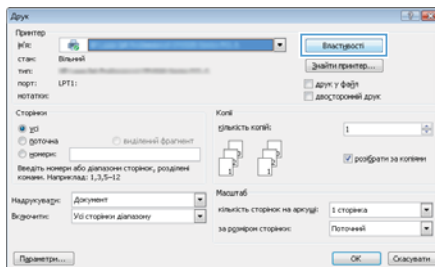 Друк
Принтер
ім'я:
Властивості
стан: Вільний
тип:
Знайти принтер...
порт: LPT1:
друк у файл
нотатки:
двосторонній друк
Сторінки
Копії
усі
кількість копій: 1
поточна виділений фрагмент
номери:
розібрати за копіями
Введіть номери або діапазони сторінок, розділені
комами. Наприклад: 1,3,5–12
Надрукувати: Документ
Масштаб
кількість сторінок на аркуші: 1 сторінка
Включити: Усі сторінки діапазону
за розміром сторінки: Поточний
Параметри... ОК Скасувати